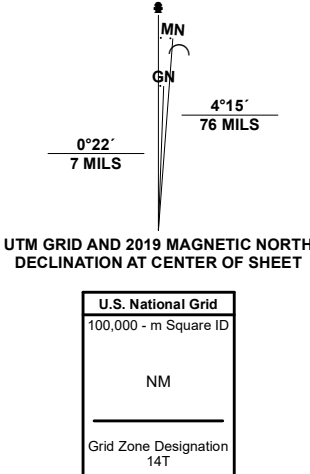 MN
GN
4°15´
76 MILS
0°22´
7 MILS
UTM GRID AND 2019 MAGNETIC NORTH
DECLINATION AT CENTER OF SHEET
U.S. National Grid
100,000 - m Square ID
NM
Grid Zone Designation
14T